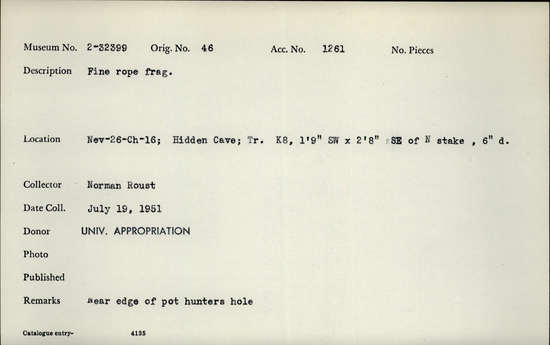 Museum No. 2-32399 Orig. No. 46 Acc. No. 1261 No. Pieces
Description Fine rope frag.
Location Nev-26-Ch-16; Hidden Cave; Tr. K8, 1'9" SW x 2'8" SE of N stake , 6" d.
Collector Norman Roust
Date Coll. July 19, 1951
Donor UNIV. APPROPRIATION
Photo
Published
Remarks Near edge of pot hunters hole
Catalogue entry- 4135